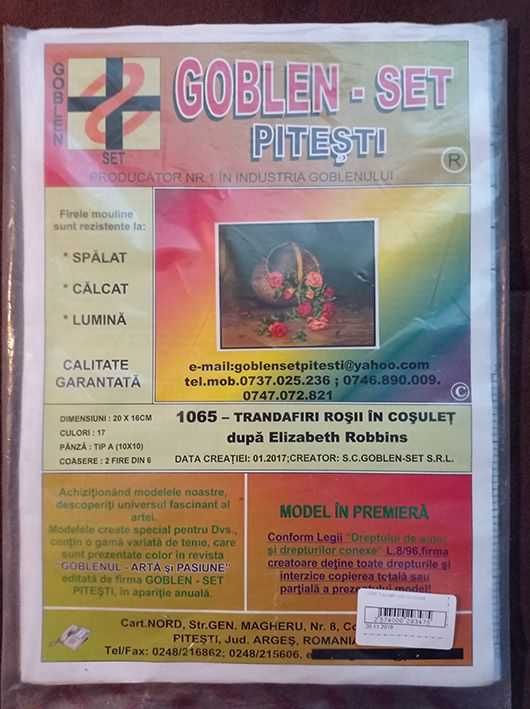 GOBLEN
SET
GOBLEN - SET
PITEŞTI
®
PRODUCĂTOR NR.1 ÎN INDUSTRIA GOBLENULUI
Firele mouline
sunt rezistente la:
* SPĂLAT
* CĂLCAT
* LUMINĂ
CALITATE
GARANTATĂ
e-mail:goblensetpitesti@yahoo.com
tel.mob.0737.025.236 ; 0746.890.009.
0747.072.821
©
DIMENSIUNI : 20 X 16CM
CULORI : 17
PÂNZĂ : TIP A (10X10)
COASERE : 2 FIRE DIN 6
1065 – TRANDAFIRI ROŞII ÎN COŞULEŢ
după Elizabeth Robbins
DATA CREAŢIEI: 01.2017;CREATOR: S.C.GOBLEN-SET S.R.L.
Achiziţionând modelele noastre,
descoperiţi universul fascinant al
artei.
Modelele create special pentru Dvs.,
conţin o gamă variată de teme, care
sunt prezentate color în revista
GOBLENUL - ARTĂ şi PASIUNE"
editată de firma GOBLEN - SET
PITEŞTI, în apariţie anuală.
MODEL ÎN PREMIERĂ
Conform Legii "Dreptului de autor
şi drepturilor conexe" L.8/96,firma
creatoare deţine toate drepturile şi
interzice copierea totală sau
parţială a prezentului model!
2 574000 293475
30.11.2019
Cart.NORD, Str.GEN. MAGHERU, Nr. 8,
PITEŞTI, Jud. ARGEŞ, ROMANIA
Tel/Fax: 0248/216862; 0248/215606,